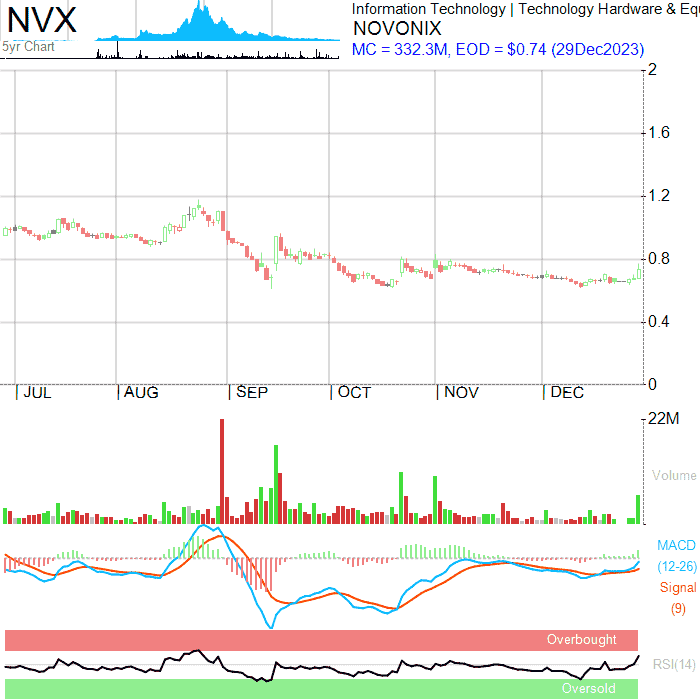 NVX
5yr Chart
Information Technology | Technology Hardware & Equ
NOVONIX
MC = 332.3M, EOD = $0.74 (29Dec2023)
2
1.6
1.2
0.8
0.4
0
JUL AUG SEP OCT NOV DEC
22M
Volume
MACD
(12-26)
Signal
(9)
Overbought
RSI(14)
Oversold